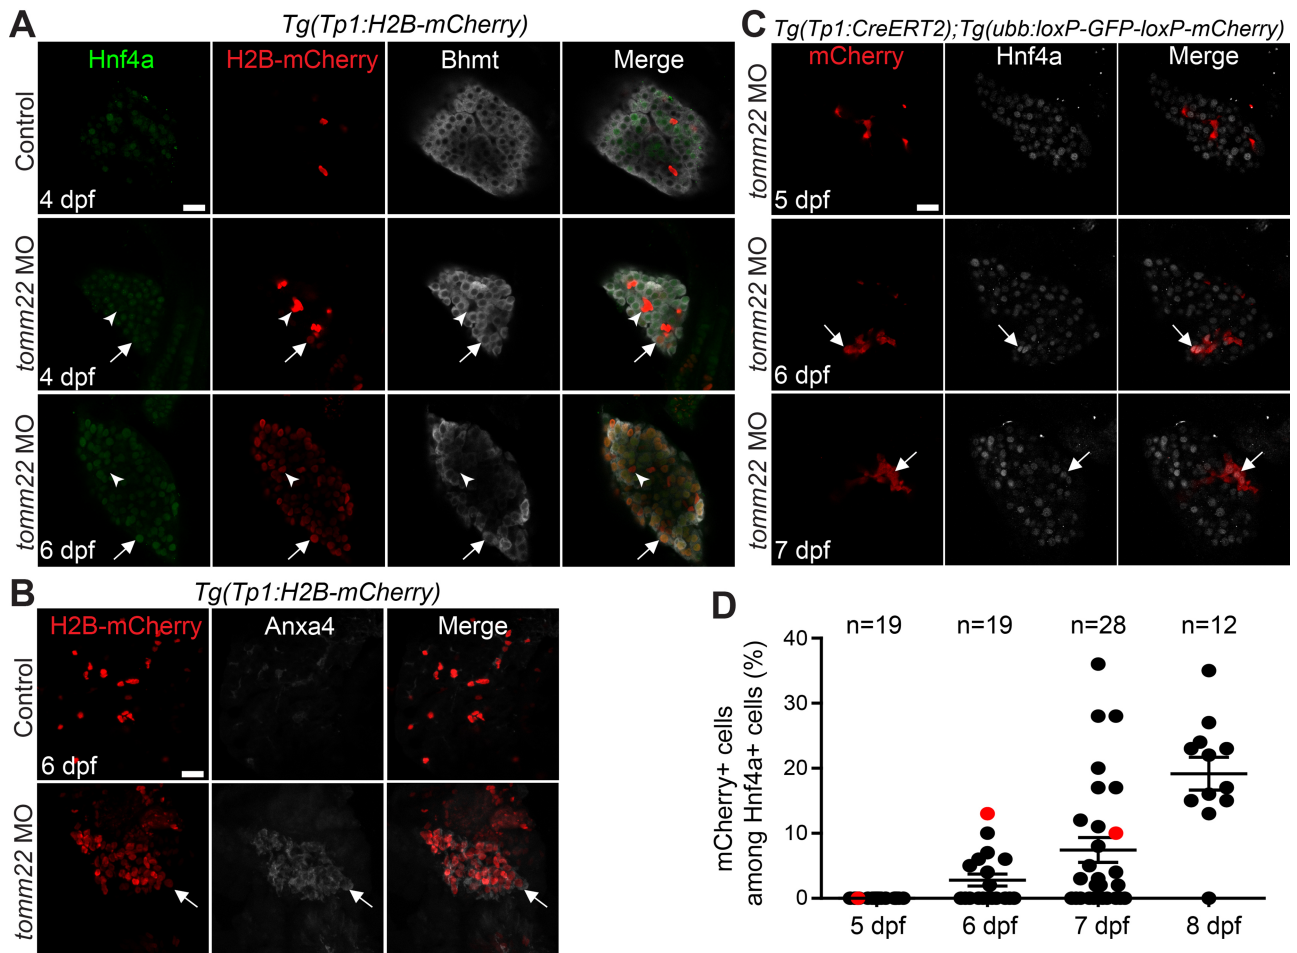 A
Tg(Tp1:H2B-mCherry)
Hnf4a
H2B-mCherry
Bhmt
Merge
Control
4 dpf
tomm22 MO
4 dpf
tomm22 MO
6 dpf
B
Tg(Tp1:H2B-mCherry)
H2B-mCherry
Anxa4
Merge
Control
6 dpf
tomm22 MO
C
Tg(Tp1:CreERT2);Tg(ubb:loxP-GFP-loxP-mCherry)
mCherry
Hnf4a
Merge
tomm22 MO
5 dpf
tomm22 MO
6 dpf
tomm22 MO
7 dpf
D
n=19
n=19
n=28
n=12
mCherry+ cells
among Hnf4a+ cells (%)
40
30
20
10
0
5 dpf
6 dpf
7 dpf
8 dpf